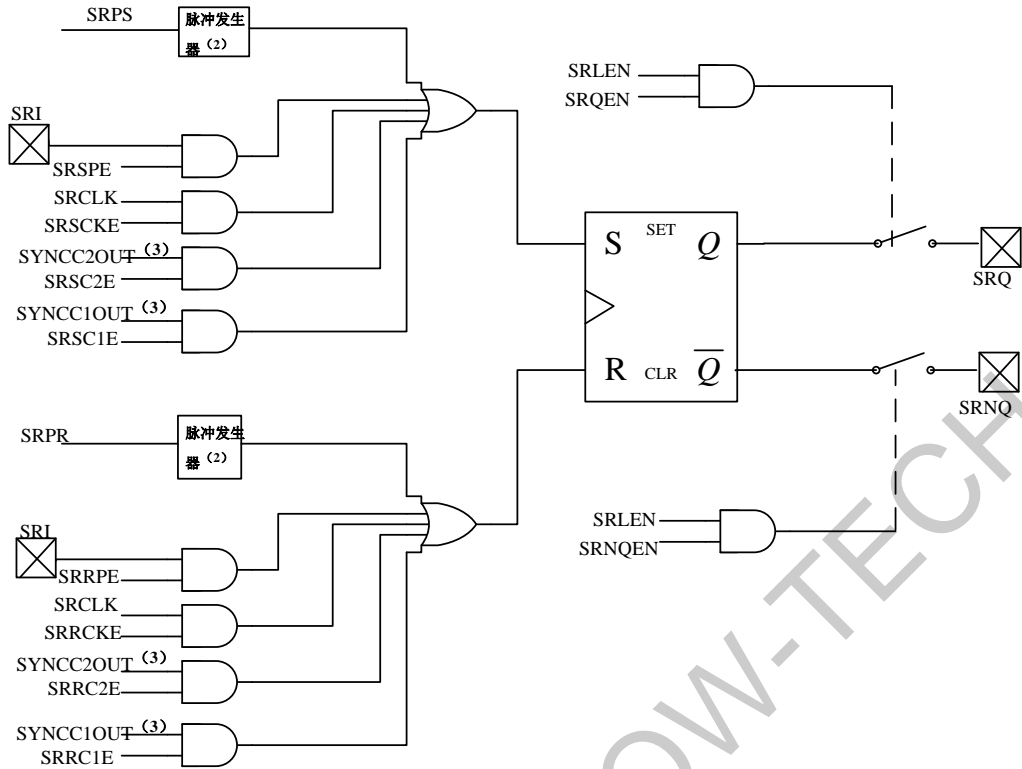 SRPS
脉冲发生
器（2）
SRI
SRSPE
SRCLK
SRSCKE
SYNCC2OUT（3）
SRSC2E
SYNCC1OUT（3）
SRSC1E
SRLEN
SRQEN
S SET Q
R CLR Q
SRQ
SRNQ
SRPR
脉冲发生
器（2）
SRI
SRRPE
SRCLK
SRRCKE
SYNCC2OUT（3）
SRRC2E
SYNCC1OUT（3）
SRRC1E
SRLEN
SRNQEN
OW-TECH